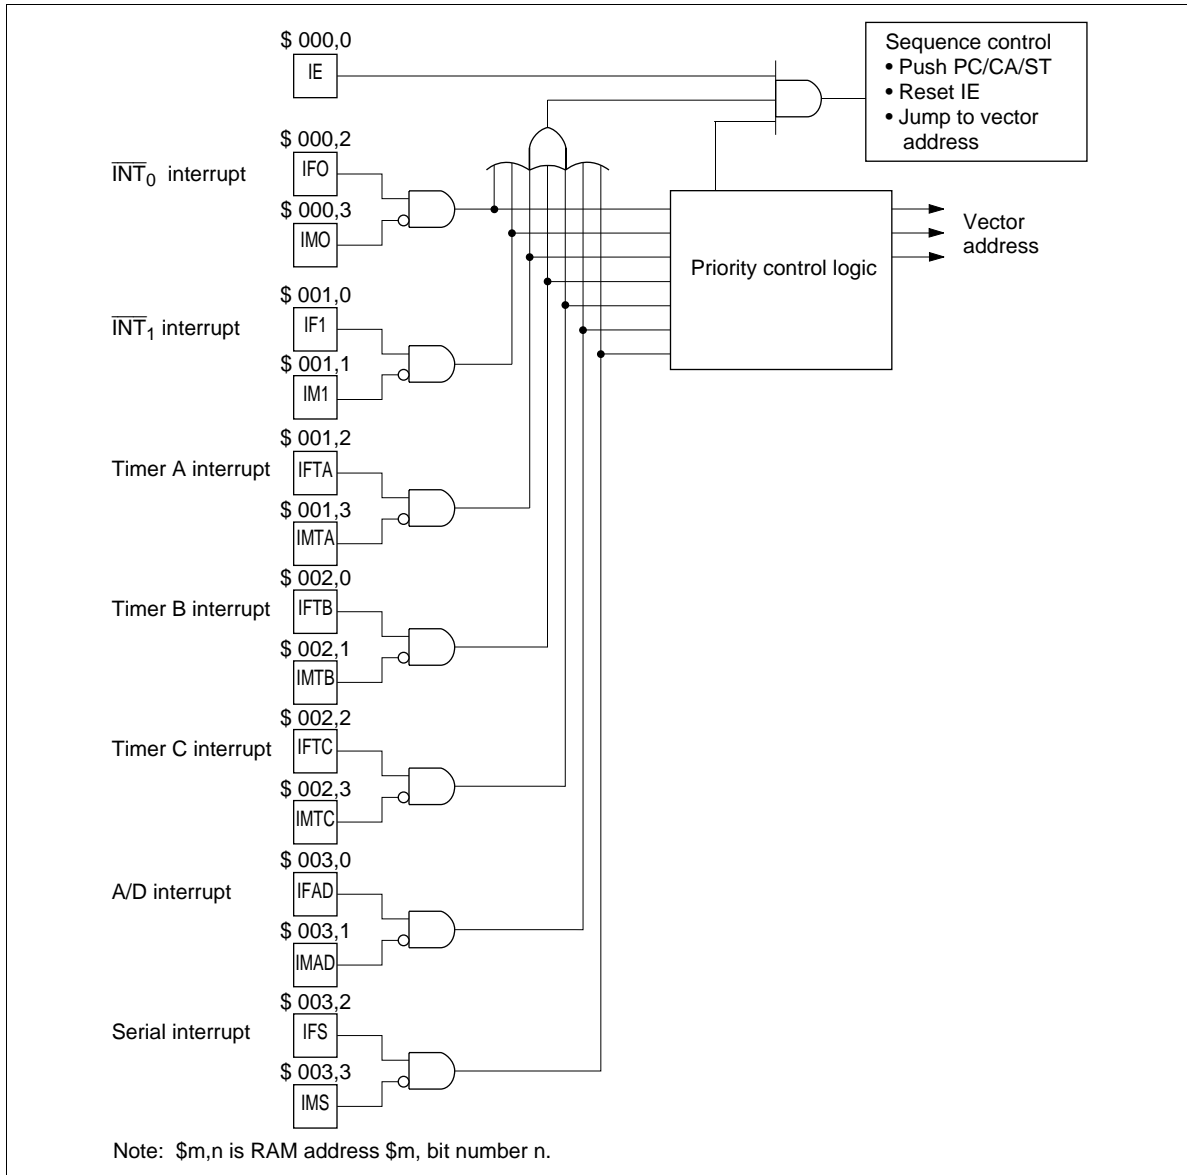 $ 000,0
IE
Sequence control
• Push PC/CA/ST
• Reset IE
• Jump to vector
address
$ 000,2
INT0 interrupt
IFO
$ 000,3
IMO
Priority control logic
Vector
address
$ 001,0
INT1 interrupt
IF1
$ 001,1
IM1
$ 001,2
Timer A interrupt
IFTA
$ 001,3
IMTA
$ 002,0
Timer B interrupt
IFTB
$ 002,1
IMTB
$ 002,2
Timer C interrupt
IFTC
$ 002,3
IMTC
$ 003,0
A/D interrupt
IFAD
$ 003,1
IMAD
$ 003,2
Serial interrupt
IFS
$ 003,3
IMS
Note: $m,n is RAM address $m, bit number n.